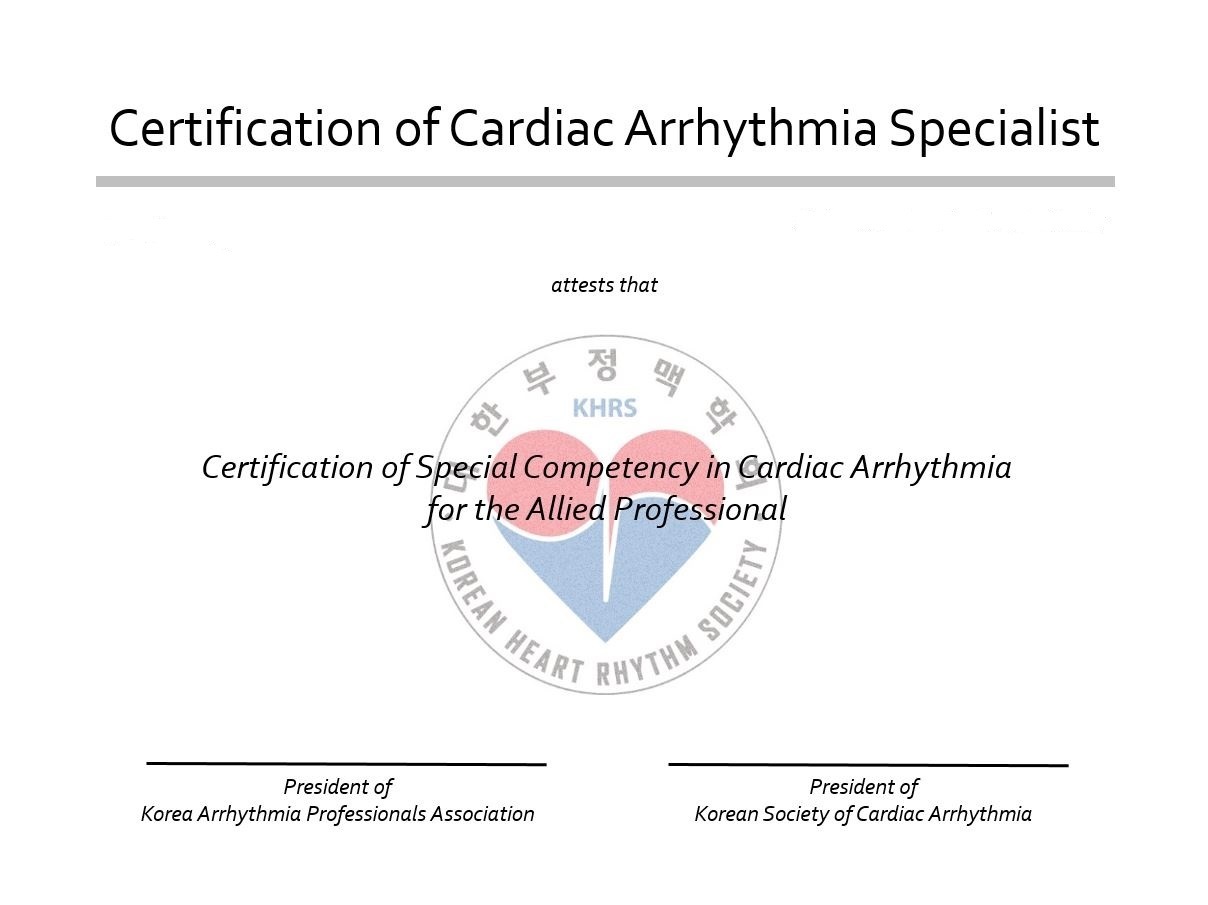 Certification of Cardiac Arrhythmia Specialist
attests that
대한부정맥학회
KHRS
Certification of Special Competency in Cardiac Arrhythmia
for the Allied Professional
KOREAN HEART RHYTHM SOCIETY
President of
Korea Arrhythmia Professionals Association
President of
Korean Society of Cardiac Arrhythmia